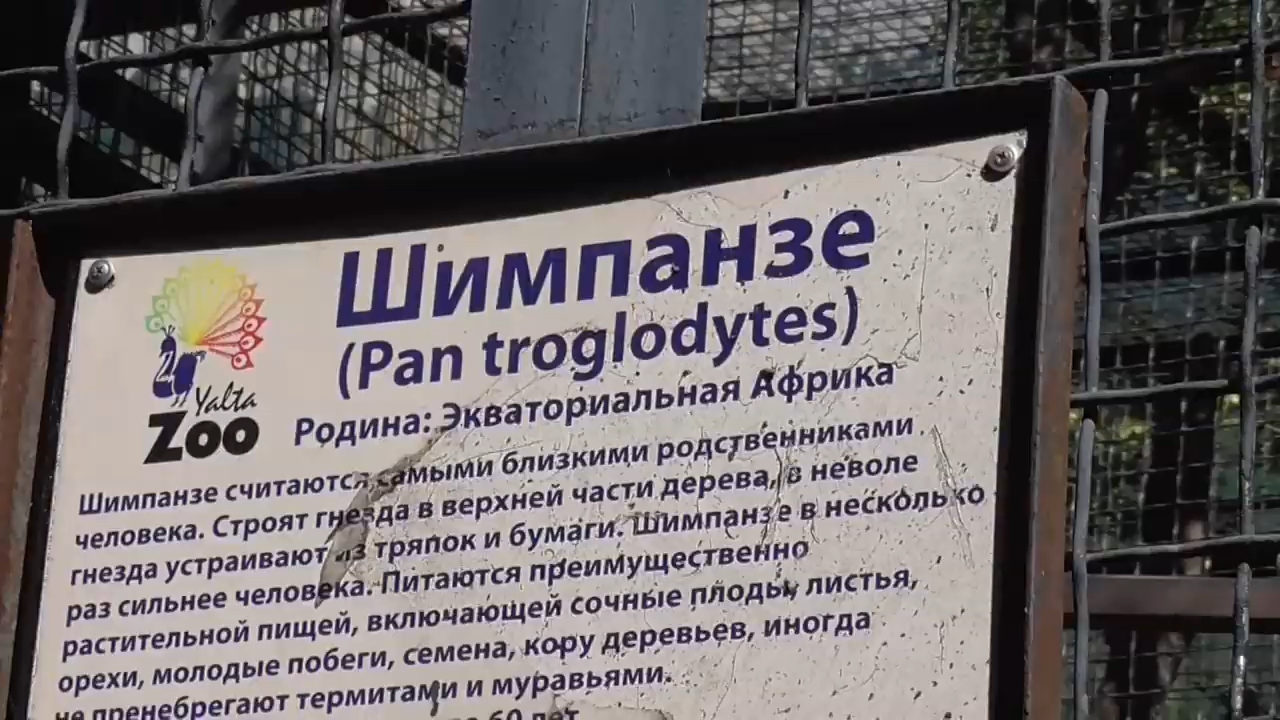 Шимпанзе
(Pan troglodytes)
Yalta
Zoo
Родина: Экваториальная Африка
Шимпанзе считаются самыми близкими родственниками
человека. Строят гнезда в верхней части дерева, в неволе
гнезда устраивают из тряпок и бумаги. Шимпанзе в несколько
раз сильнее человека. Питаются преимущественно
растительной пищей, включающей сочные плоды, листья,
орехи, молодые побеги, семена, кору деревьев, иногда
не пренебрегают термитами и муравьями.
60 лет